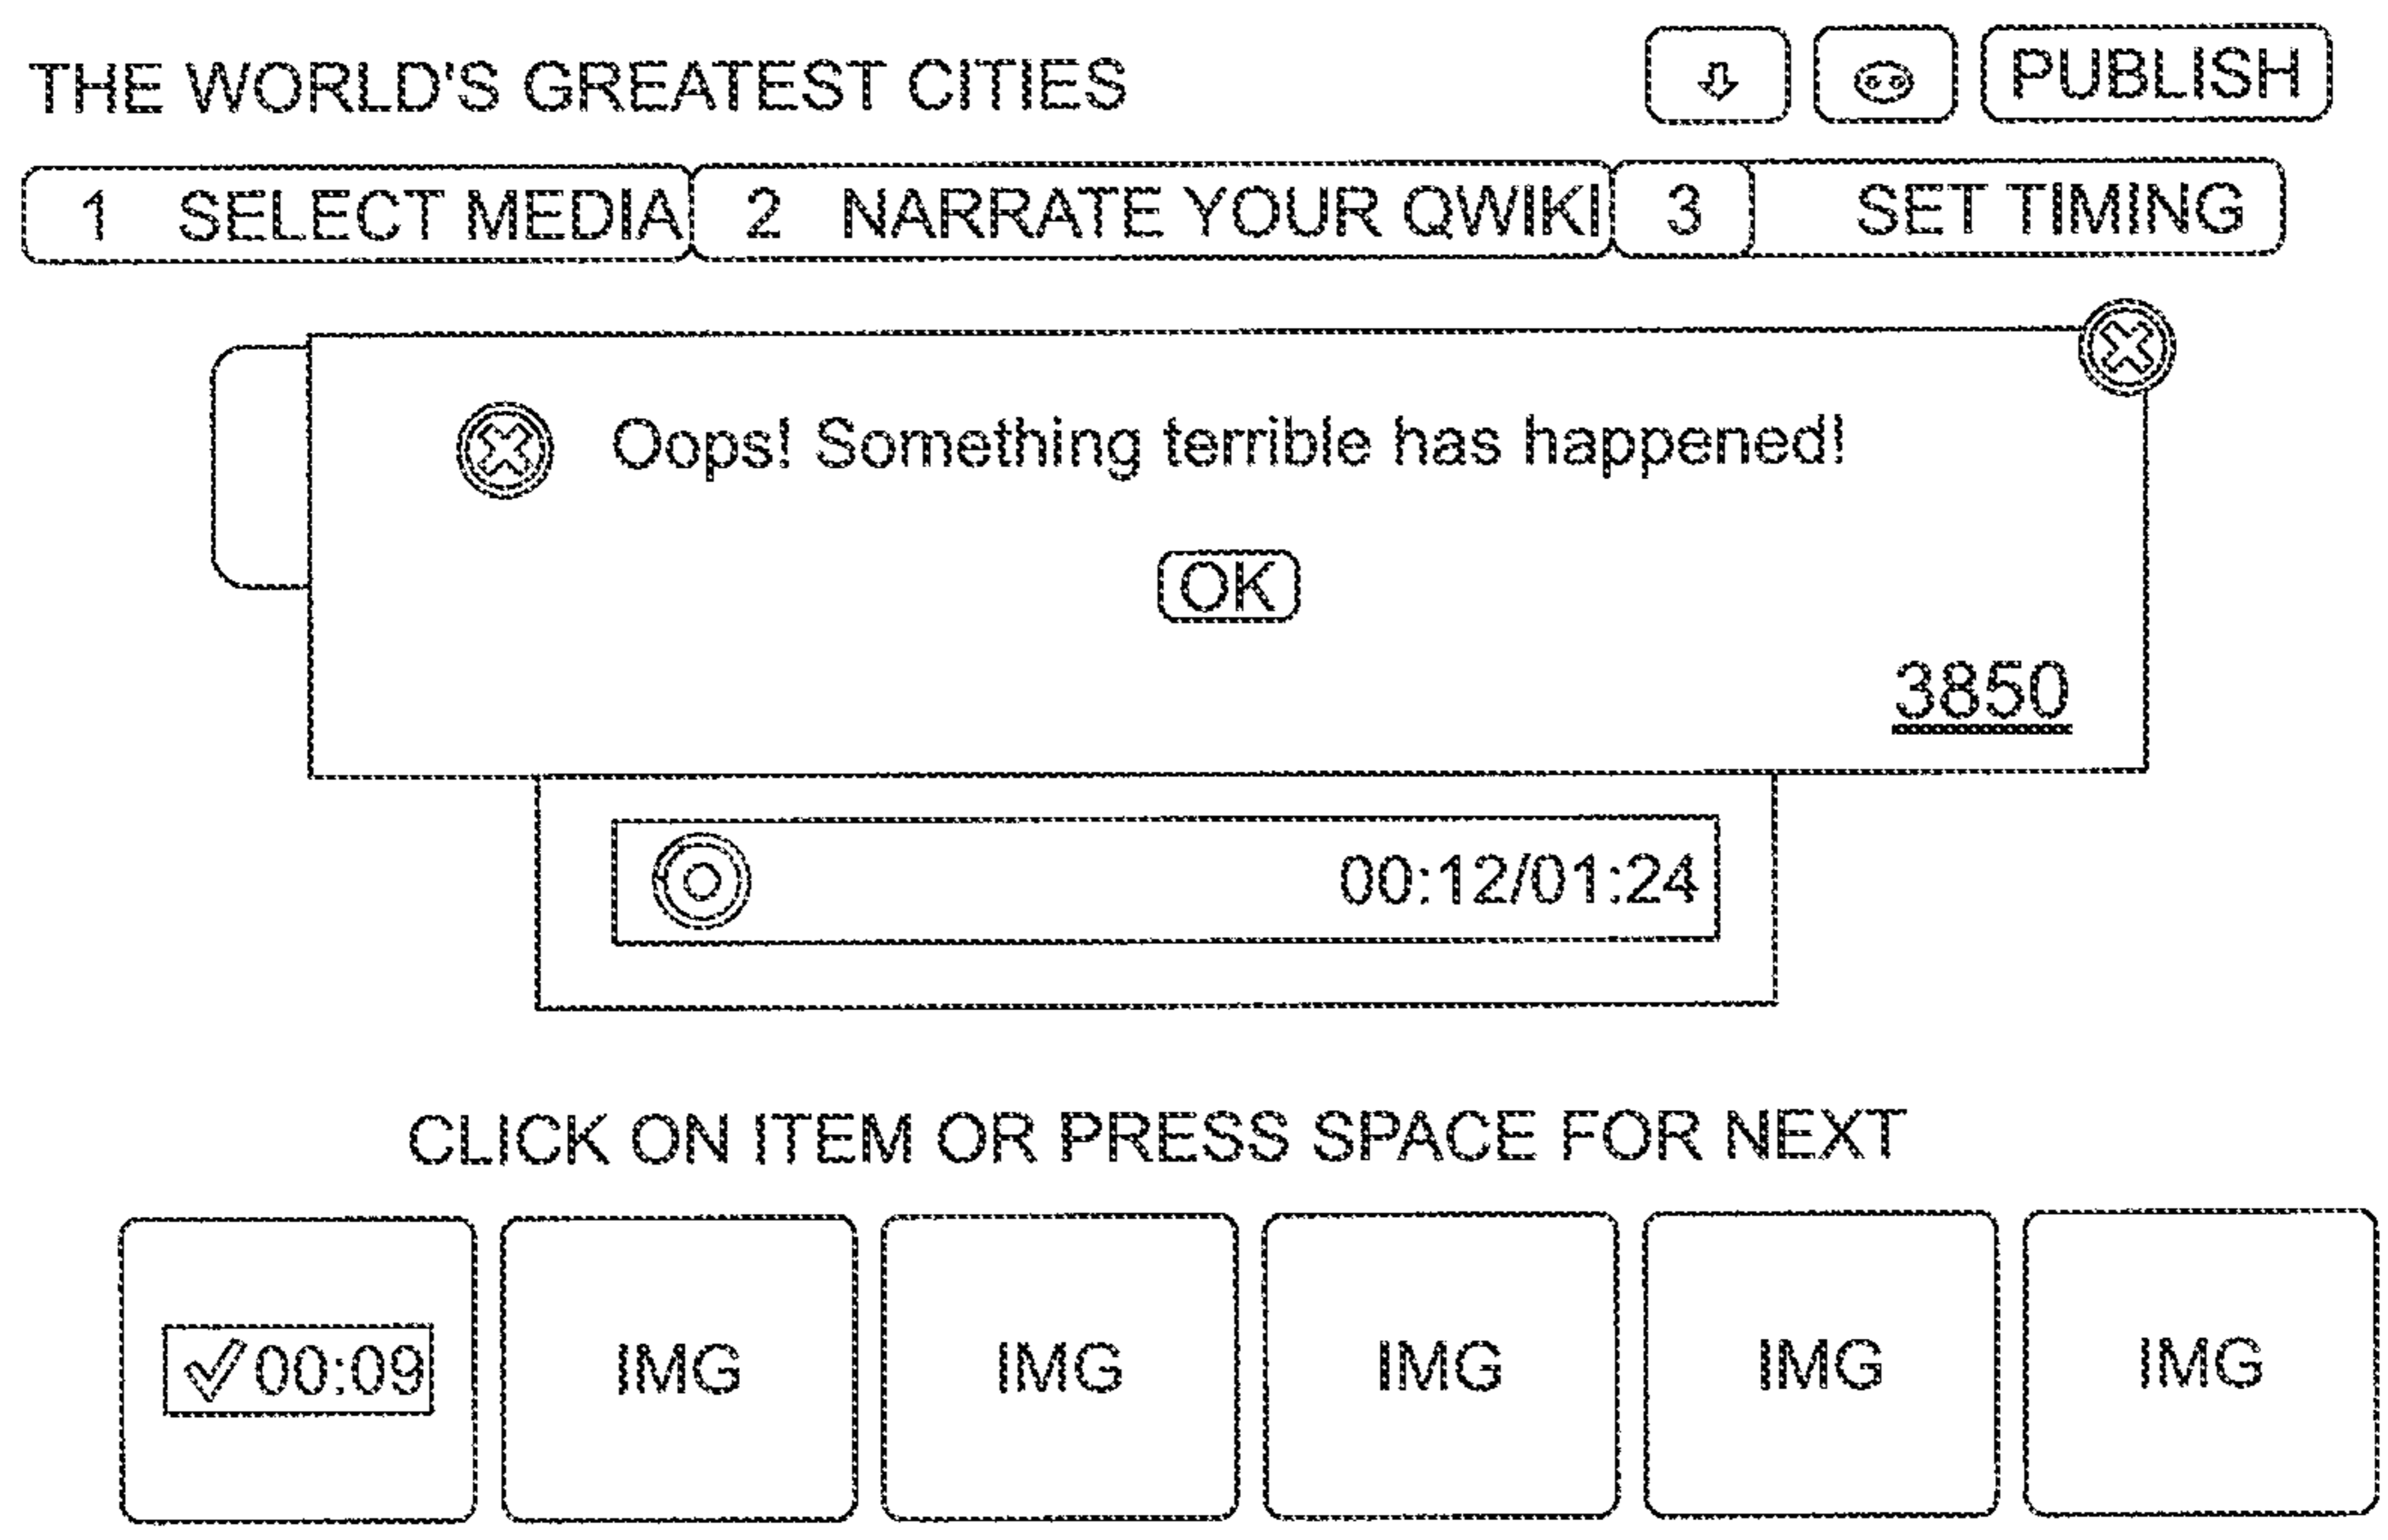 THE WORLD'S GREATEST CITIES PUBLISH
1 SELECT MEDIA 2 NARRATE YOUR QWIKI 3 SET TIMING
Oops! Something terrible has happened!
OK
3850
00:12/01:24
CLICK ON ITEM OR PRESS SPACE FOR NEXT
00:09 IMG IMG IMG IMG IMG